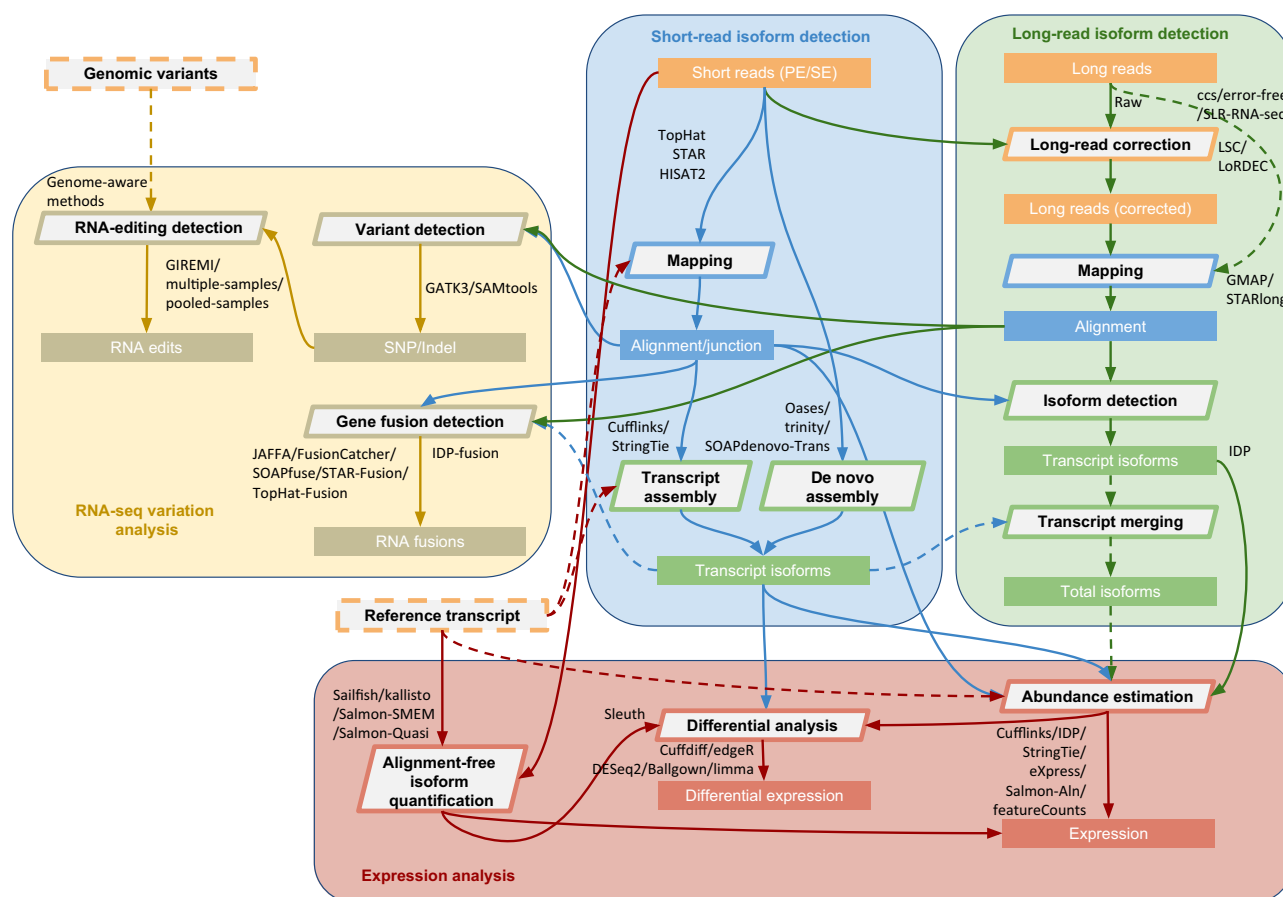 Short-read isoform detection
Long-read isoform detection
Genomic variants
Short reads (PE/SE)
Long reads
Raw
ccs/error-free
/SLR-RNA-seq
TopHat
STAR
HISAT2
Long-read correction
LSC/
LoRDEC
Genome-aware
methods
Long reads (corrected)
RNA-editing detection
Variant detection
Mapping
Mapping
GIREMI/
multiple-samples/
pooled-samples
GATK3/SAMtools
GMAP/
STARlong
RNA edits
SNP/Indel
Alignment/junction
Alignment
Isoform detection
Gene fusion detection
Cufflinks/
StringTie
Oases/
trinity/
SOAPdenovo-Trans
JAFFA/FusionCatcher/
SOAPfuse/STAR-Fusion/
TopHat-Fusion
IDP-fusion
Transcript isoforms
IDP
Transcript
assembly
De novo
assembly
RNA-seq variation
analysis
Transcript merging
RNA fusions
Transcript isoforms
Total isoforms
Reference transcript
Sailfish/kallisto
/Salmon-SMEM
/Salmon-Quasi
Abundance estimation
Sleuth
Differential analysis
Cuffdiff/edgeR
DESeq2/Ballgown/limma
Cufflinks/IDP/
StringTie/
eXpress/
Salmon-Aln/
featureCounts
Alignment-free
isoform
quantification
Differential expression
Expression
Expression analysis